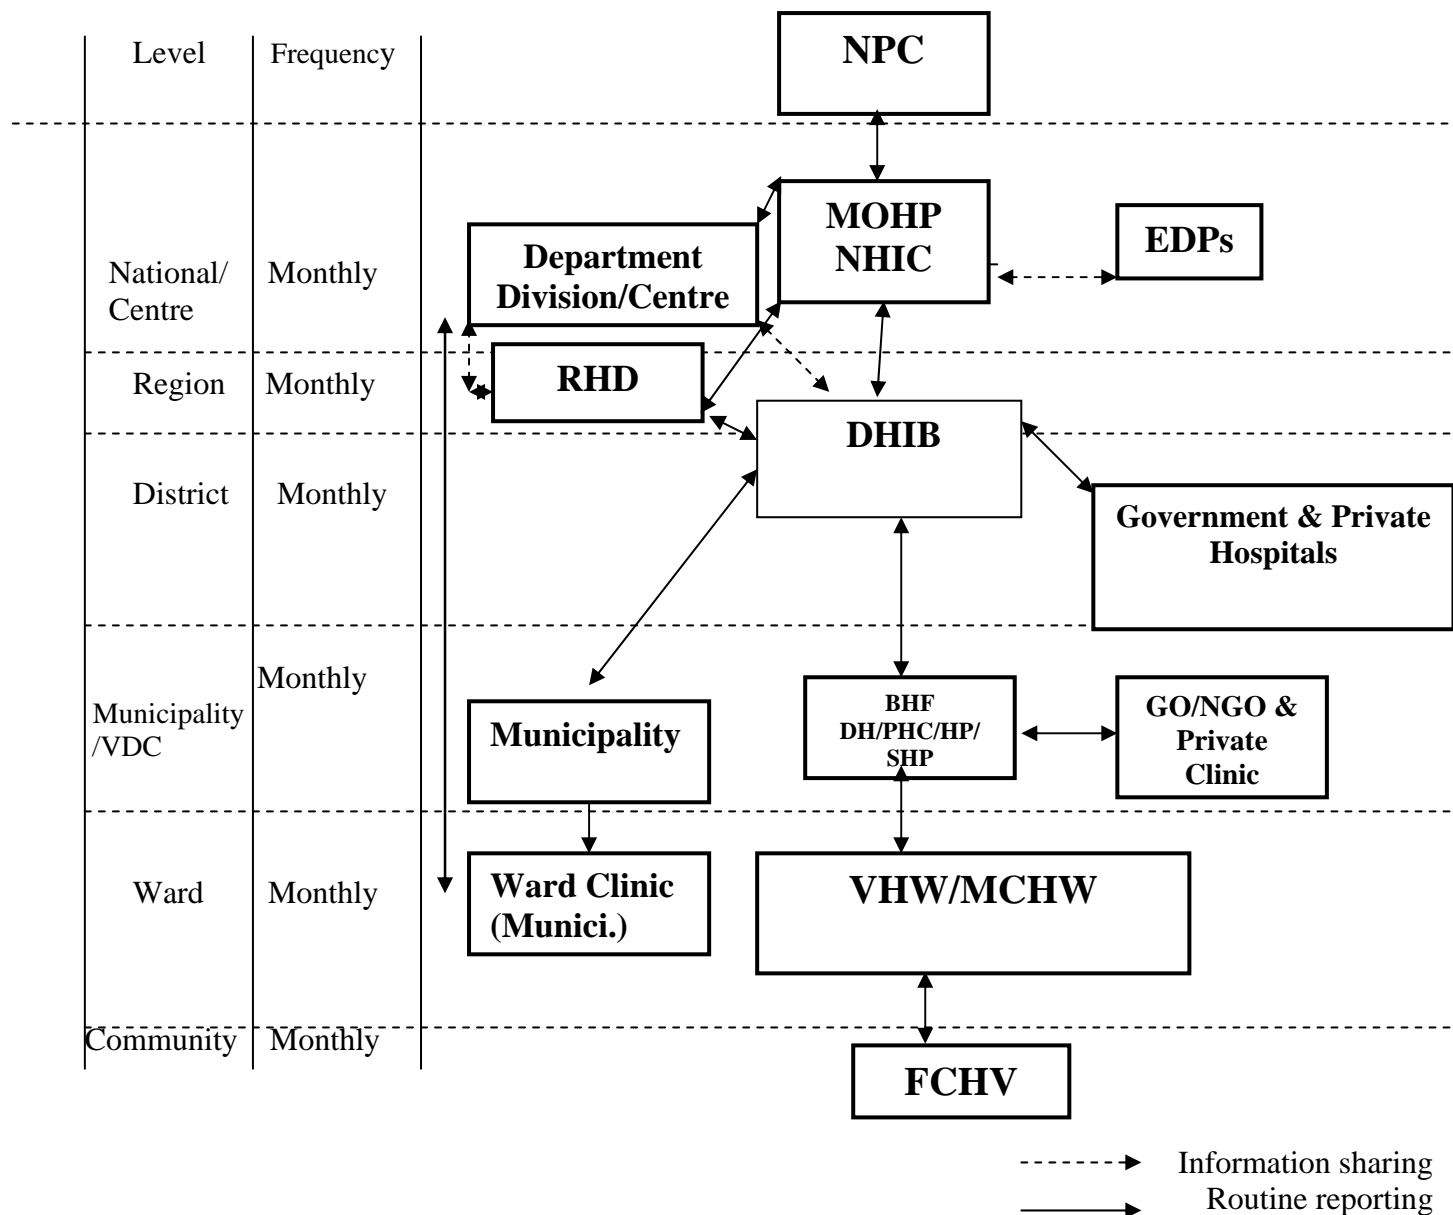 Level
Frequency
NPC
MOHP
NHIC
EDPs
Department
Division/Centre
National/
Centre
Monthly
RHD
Region
Monthly
DHIB
District
Monthly
Government & Private
Hospitals
Monthly
Municipality
/VDC
Municipality
BHF
DH/PHC/HP/
SHP
GO/NGO &
Private
Clinic
Ward
Monthly
Ward Clinic
(Munici.)
VHW/MCHW
Community
Monthly
FCHV
Information sharing
Routine reporting